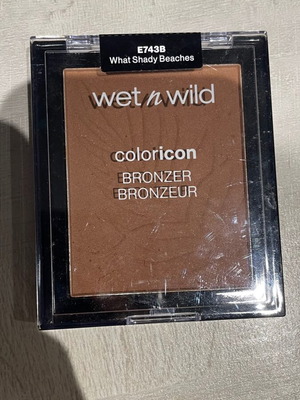 E743B
What Shady Beaches
wet n wild
coloricon
BRONZER
BRONZEUR